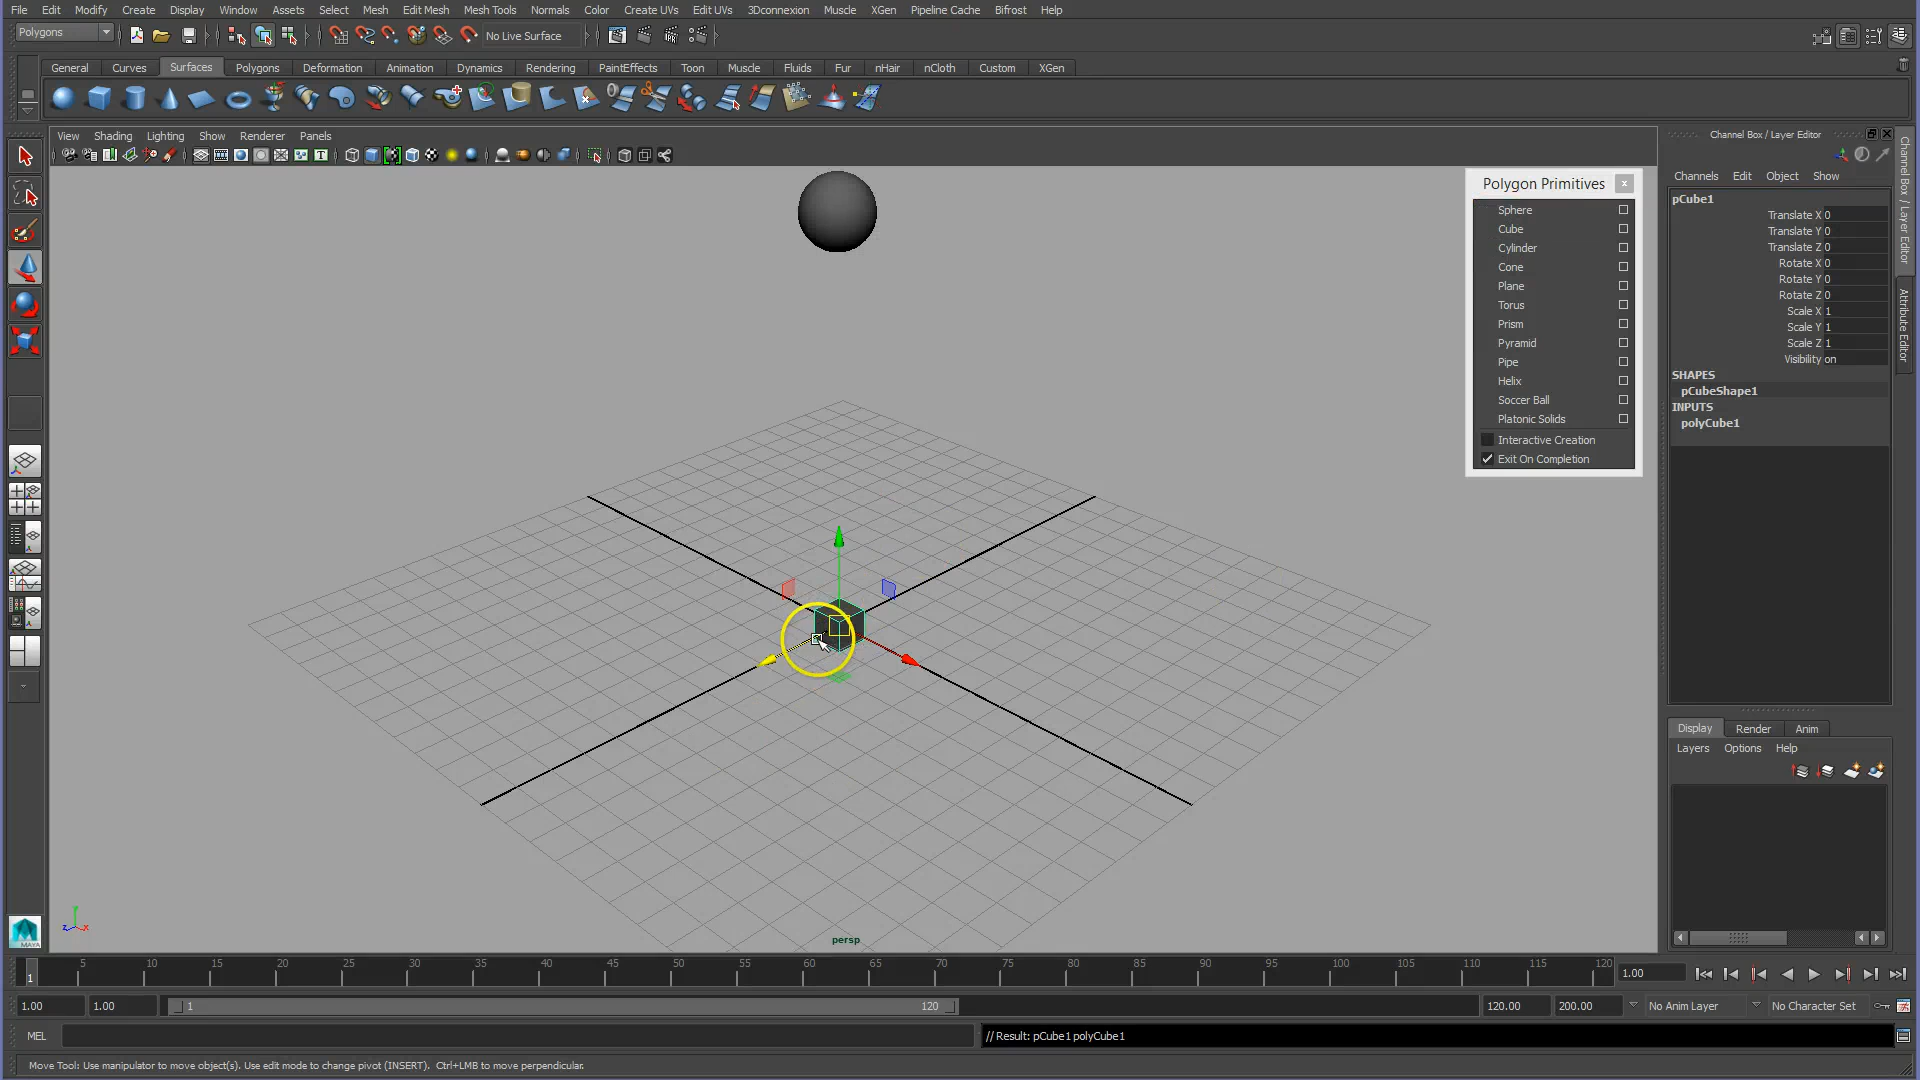 File Edit Modify Create Display Window Assets Select Mesh Edit Mesh Mesh Tools Normals Color Create UVs Edit UVs 3Dconnexion Muscle XGen Pipeline Cache Bifrost Help
Polygons No Live Surface
General Curves Surfaces Polygons Deformation Animation Dynamics Rendering PaintEffects Toon Muscle Fluids Fur nHair nCloth Custom XGen
View Shading Lighting Show Renderer Panels
Channel Box / Layer Editor
Channels Edit Object Show
pCube1
Translate X 0
Translate Y 0
Translate Z 0
Rotate X 0
Rotate Y 0
Rotate Z 0
Scale X 1
Scale Y 1
Scale Z 1
Visibility on
SHAPES
pCubeShape1
INPUTS
polyCube1
Channel Box / Layer Editor
Attribute Editor
Polygon Primitives x
Sphere
Cube
Cylinder
Cone
Plane
Torus
Prism
Pyramid
Pipe
Helix
Soccer Ball
Platonic Solids
Interactive Creation
Exit On Completion
Display Render Anim
Layers Options Help
MAYA
y
z x
persp
1 5 10 15 20 25 30 35 40 45 50 55 60 65 70 75 80 85 90 95 100 105 110 115 120 1.00
1.00 1.00 1 120 120.00 200.00 No Anim Layer No Character Set
MEL // Result: pCube1 polyCube1
Move Tool: Use manipulator to move object(s). Use edit mode to change pivot (INSERT). Ctrl+LMB to move perpendicular.